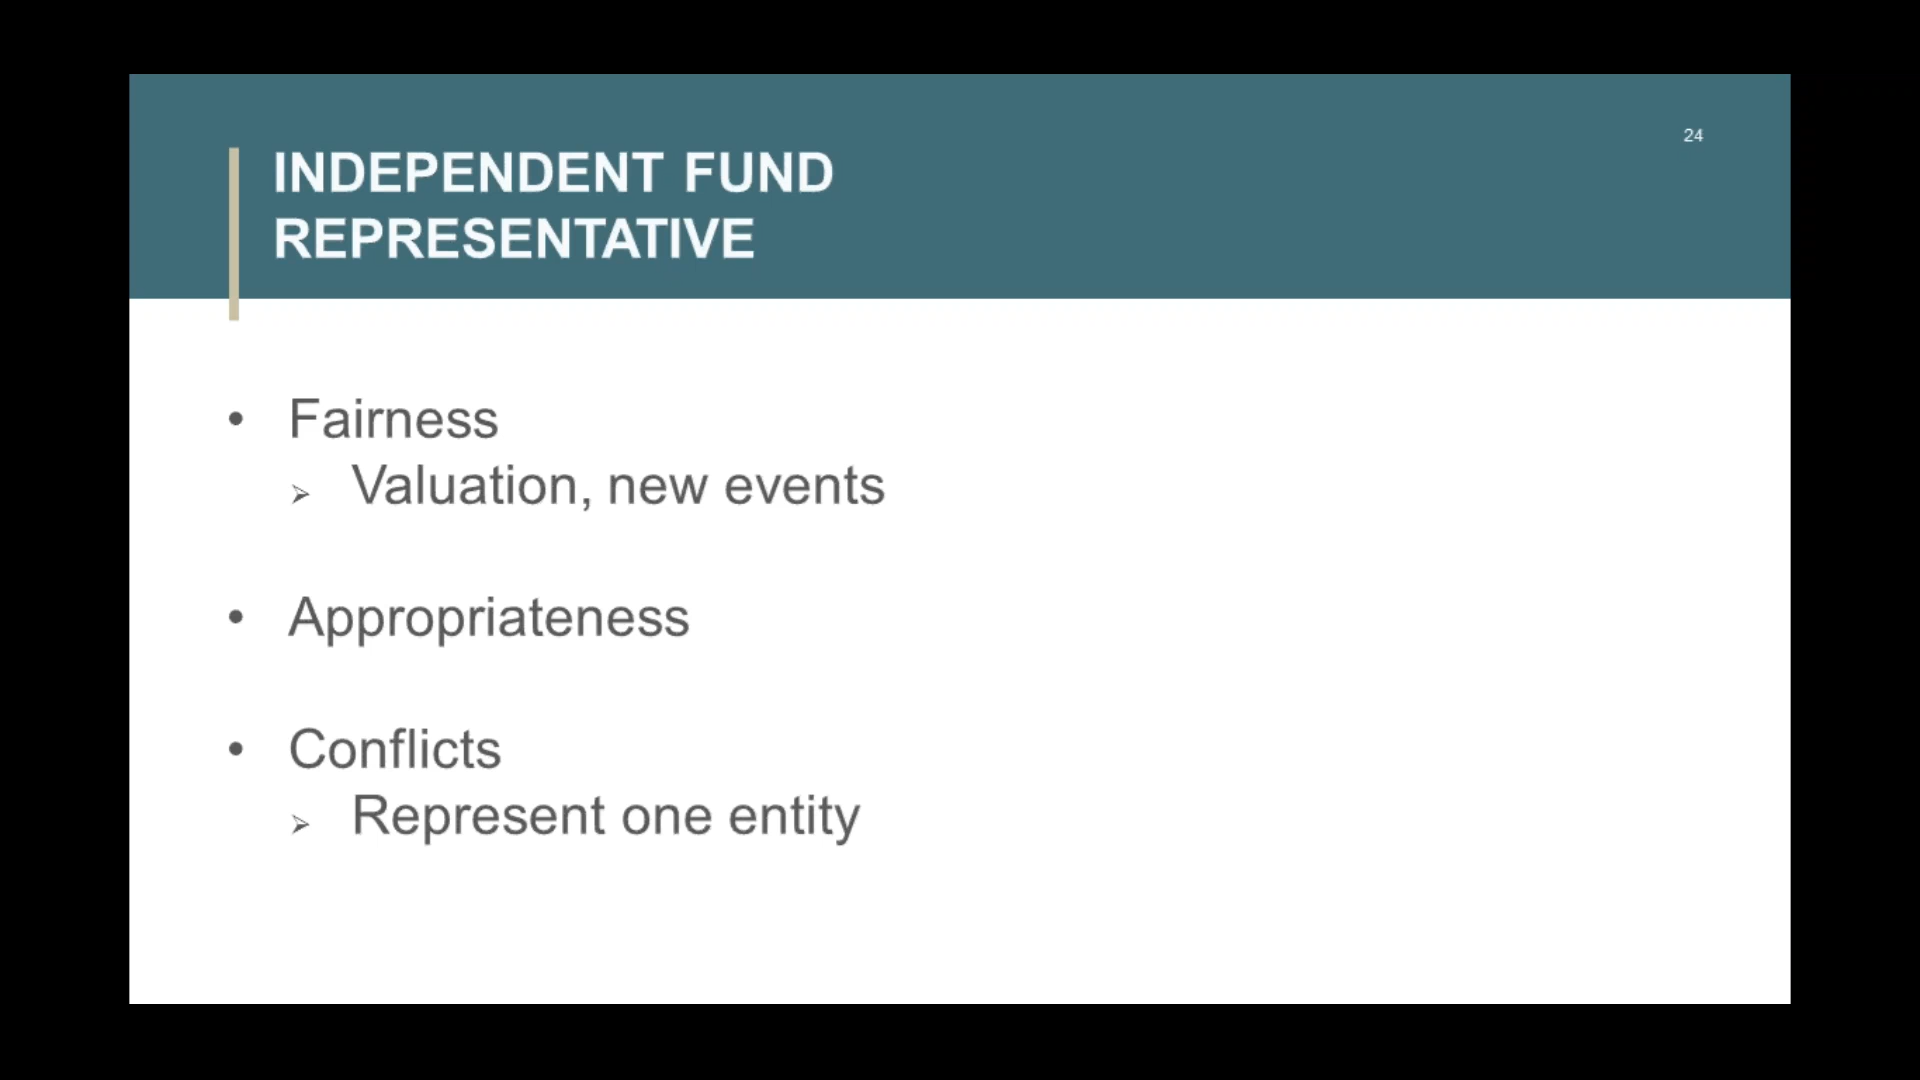 24
INDEPENDENT FUND
REPRESENTATIVE
• Fairness
➢ Valuation, new events
• Appropriateness
• Conflicts
➢ Represent one entity